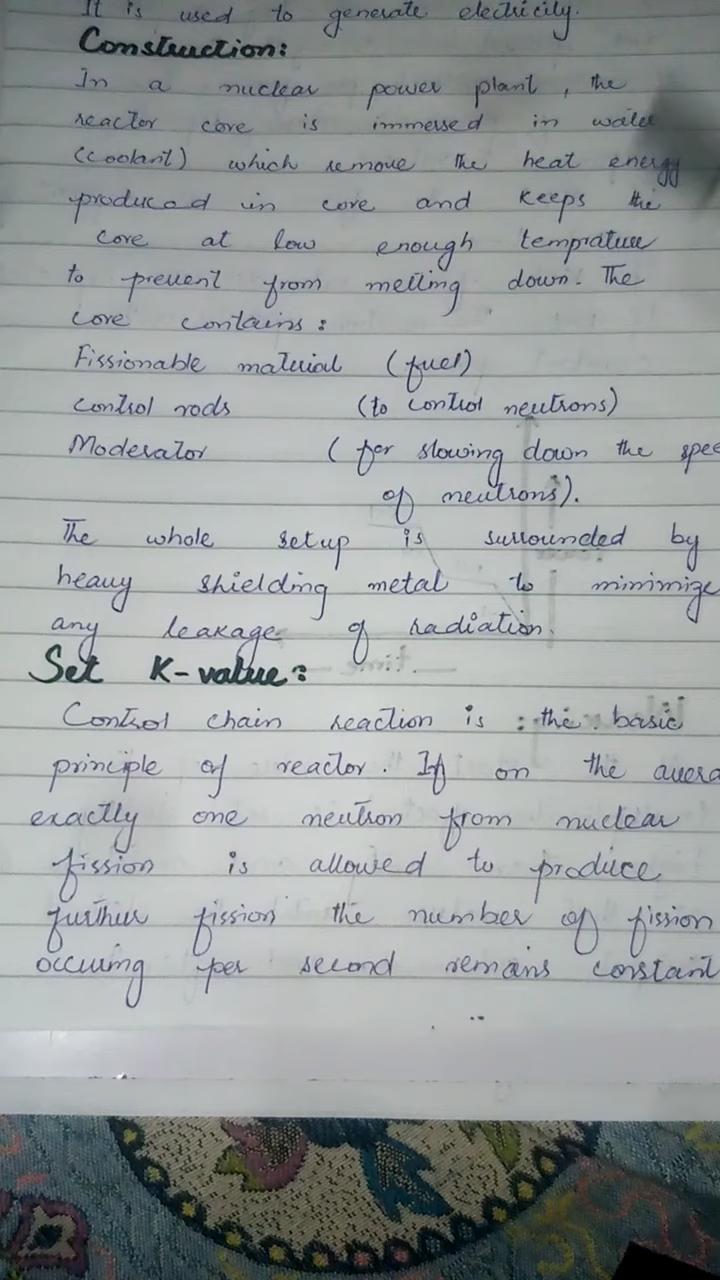 It is used to generate electricity.
Construction:
In a nuclear power plant, the
reactor core is immersed in water
(coolant) which remove the heat energy
produced in core and keeps the
core at low enough temprature
to prevent from melting down. The
core contains:
Fissionable material (fuel)
control rods (to control neutrons)
Moderator (for slowing down the spee
of neutrons).
The whole setup is surrounded by
heavy shielding metal to minimize
any leakage of radiation.
Set K-value:
Control chain reaction is : the basic
principle of reactor. If on the avera
exactly one neutron from nuclear
fission is allowed to produce
further fission the number of fission
occuring per second remains constant